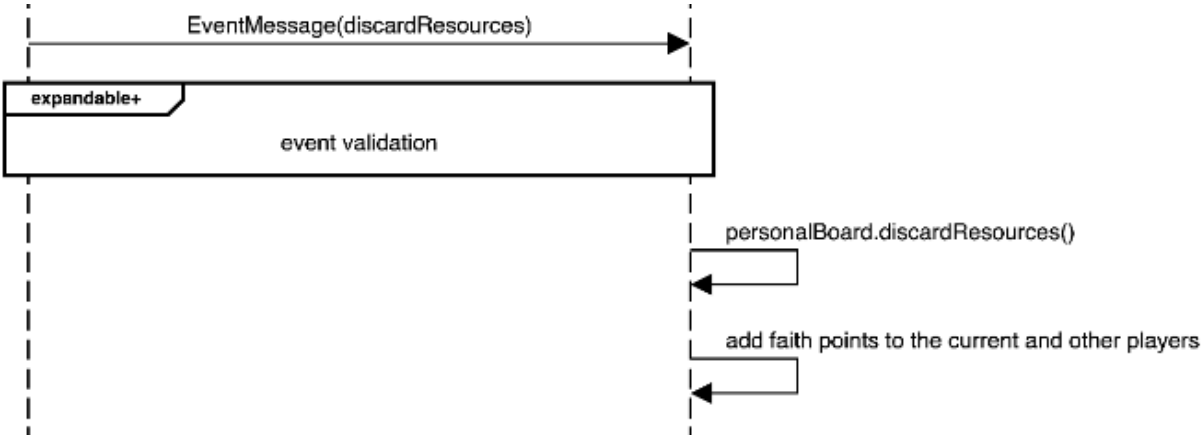 EventMessage(discardResources)
expandable+
event validation
personalBoard.discardResources()
add faith points to the current and other players